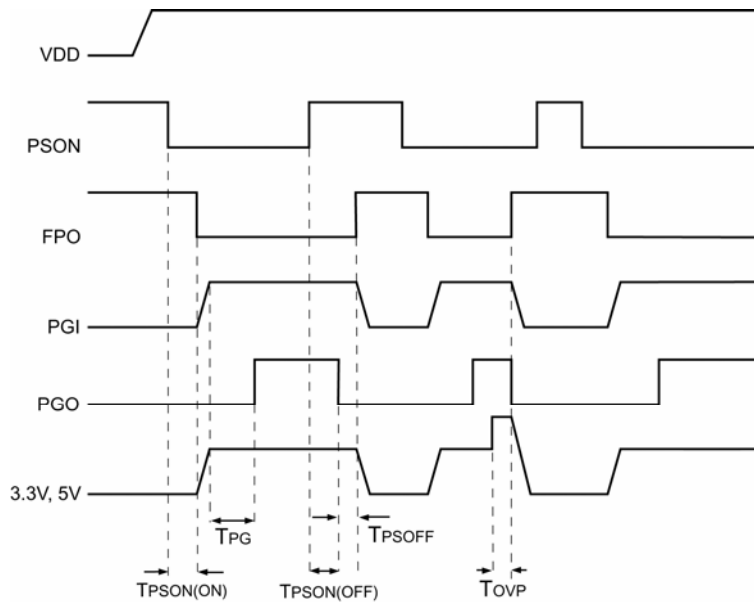 VDD
PSON
FPO
PGI
PGO
3.3V, 5V
TPG
TPSOFF
TPSON(ON)
TPSON(OFF)
TOVP